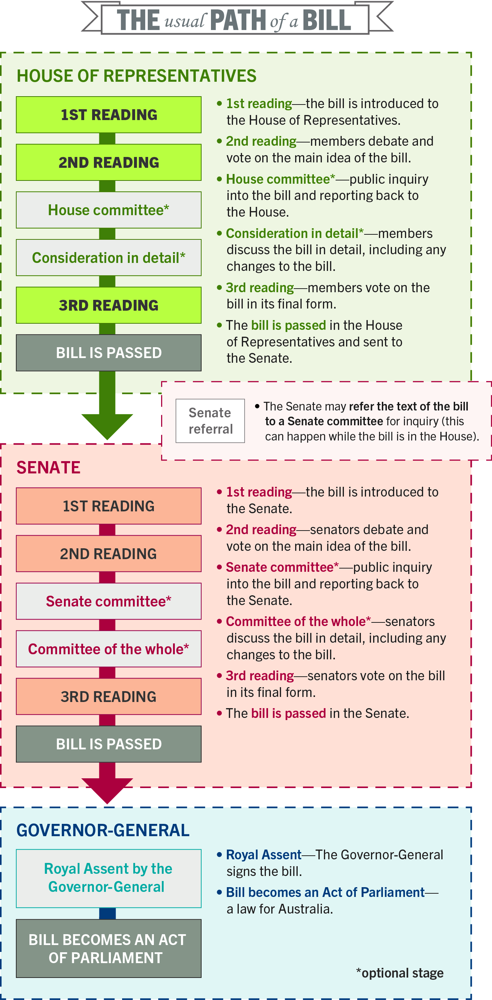 THE usual PATH of a BILL
HOUSE OF REPRESENTATIVES
1ST READING
2ND READING
House committee*
Consideration in detail*
3RD READING
BILL IS PASSED
• 1st reading—the bill is introduced to
the House of Representatives.
• 2nd reading—members debate and
vote on the main idea of the bill.
• House committee*—public inquiry
into the bill and reporting back to
the House.
• Consideration in detail*—members
discuss the bill in detail, including any
changes to the bill.
• 3rd reading—members vote on the
bill in its final form.
• The bill is passed in the House
of Representatives and sent to
the Senate.
Senate
referral
• The Senate may refer the text of the bill
to a Senate committee for inquiry (this
can happen while the bill is in the House).
SENATE
1ST READING
2ND READING
Senate committee*
Committee of the whole*
3RD READING
BILL IS PASSED
• 1st reading—the bill is introduced to
the Senate.
• 2nd reading—senators debate and
vote on the main idea of the bill.
• Senate committee*—public inquiry
into the bill and reporting back to
the Senate.
• Committee of the whole*—senators
discuss the bill in detail, including any
changes to the bill.
• 3rd reading—senators vote on the bill
in its final form.
• The bill is passed in the Senate.
GOVERNOR-GENERAL
Royal Assent by the
Governor-General
BILL BECOMES AN ACT
OF PARLIAMENT
• Royal Assent—The Governor-General
signs the bill.
• Bill becomes an Act of Parliament—
a law for Australia.
*optional stage